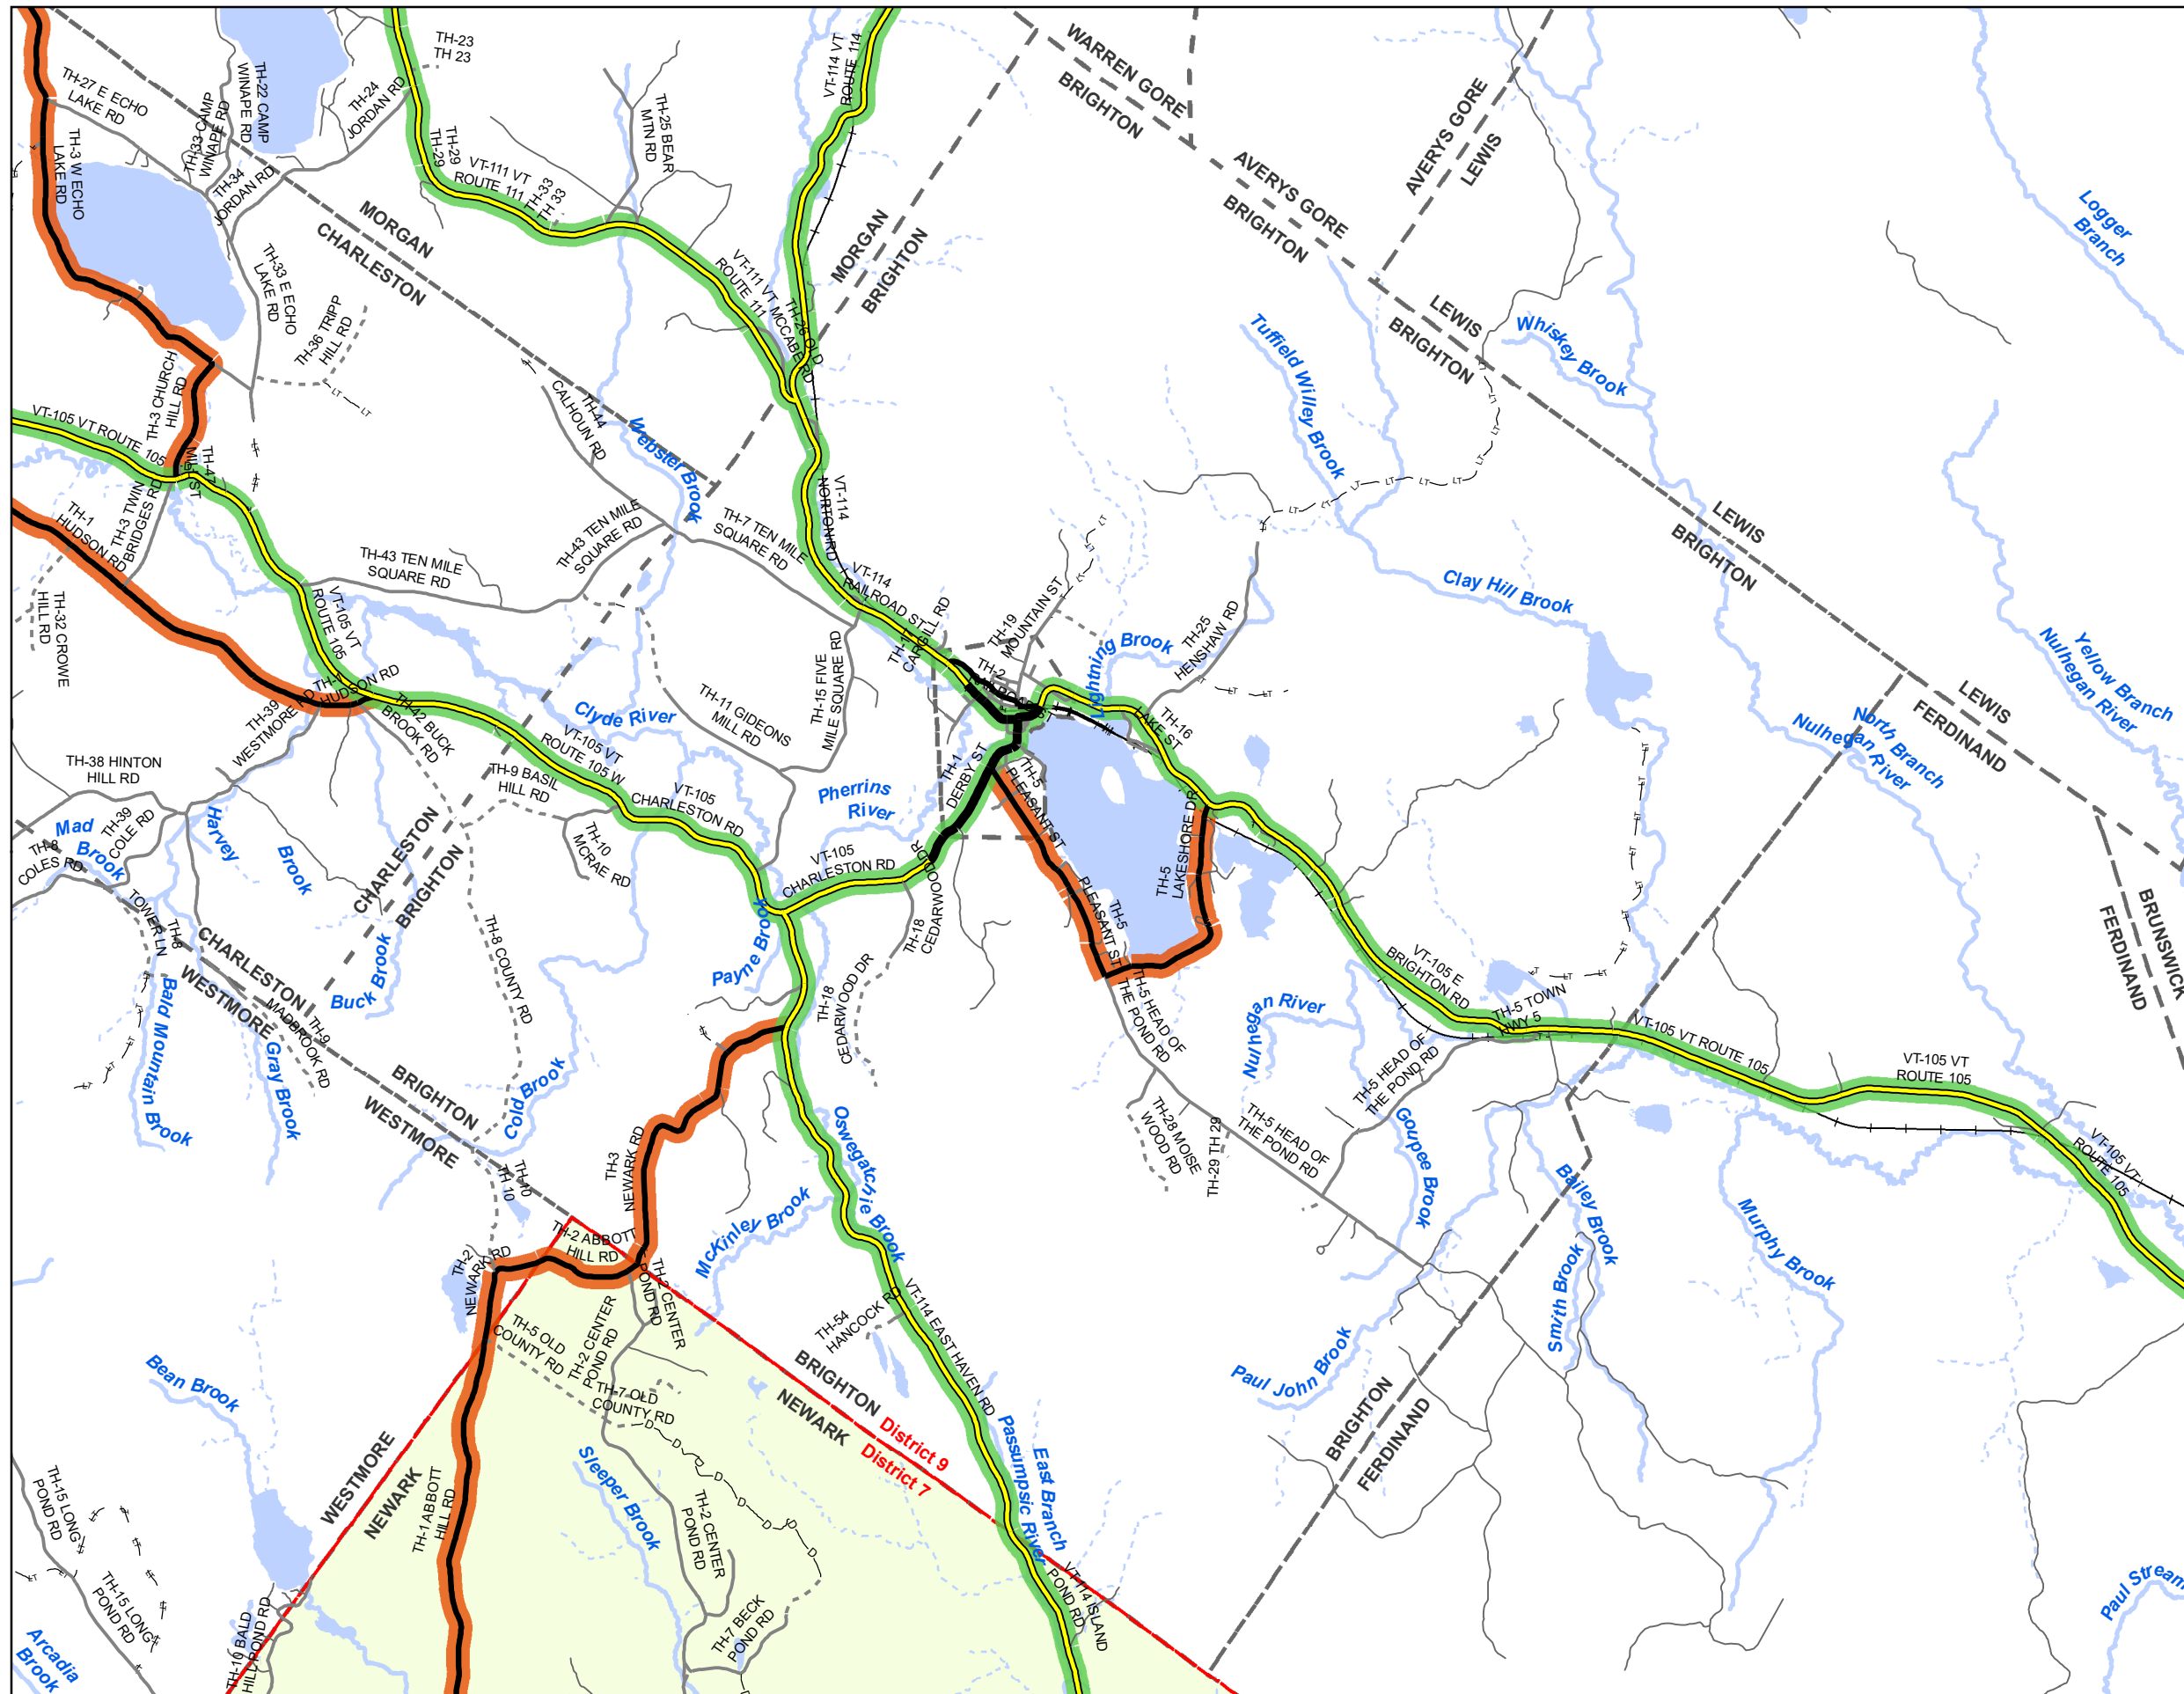 TH-23
TH 23
VT-114 VT
ROUTE 114
WARREN GORE
BRIGHTON
TH-27 E ECHO
LAKE RD
TH-22 CAMP
WINAPE RD
TH-33 CAMP
WINAPE RD
TH-24
JORDAN RD
TH-3 W ECHO
LAKE RD
TH-34
JORDAN RD
TH-29
TH-29
VT-111 VT
ROUTE 111
TH-33
TH 33
TH-25 BEAR
MTN RD
AVERYS GORE
LEWIS
AVERYS GORE
BRIGHTON
Logger
Branch
MORGAN
CHARLESTON
MORGAN
BRIGHTON
TH-33 E ECHO
LAKE RD
TH-36 TRIPP
HILL RD
VT-111 VT
ROUTE 111
TH-26 OLD
MCCABE RD
LEWIS
BRIGHTON
Tuffield Willey Brook
Whiskey Brook
TH-3 CHURCH
HILL RD
VT-105 VT ROUTE 105
TH-47
MILL ST
TH-44
CALHOUN RD
Webster Brook
TH-1
HUDSON RD
TH-3 TWIN
BRIDGES RD
TH-43 TEN MILE
SQUARE RD
TH-43 TEN MILE
SQUARE RD
TH-7 TEN MILE
SQUARE RD
VT-114
NORTON RD
VT-114
RAILROAD ST
LEWIS
BRIGHTON
Clay Hill Brook
TH-32 CROWE
HILL RD
VT-105 VT
ROUTE 105
TH-1
HUDSON RD
TH-39
WESTMORE RD
TH-42 BUCK
BROOK RD
TH-11 GIDEONS
MILL RD
TH-15 FIVE
MILE SQUARE RD
CARGILL RD
TH-19
MOUNTAIN ST
TH-2
Lightning Brook
TH-25
HENSHAW RD
TH-16
LAKE ST
Yellow Branch
Nulhegan River
North Branch
Nulhegan River
LEWIS
FERDINAND
Clyde River
VT-105 VT
ROUTE 105 W
TH-38 HINTON
HILL RD
TH-9 BASIL
HILL RD
VT-105
CHARLESTON RD
Pherrins
River
TH-1
DERBY ST
TH-5
PLEASANT ST
Mad
Brook
TH-39
COLE RD
TH-8
COLES RD
Harvey
Brook
TH-10
MCRAE RD
CHARLESTON
BRIGHTON
VT-105
CHARLESTON RD
TH-5
LAKESHORE DR
TH-5
PLEASANT ST
TOWER LN
TH-8
CHARLESTON
WESTMORE
Buck Brook
TH-8 COUNTY RD
Payne Brook
TH-18
CEDARWOOD DR
TH-18
CEDARWOOD DR
VT-105 E
BRIGHTON RD
TH-5 TOWN
HWY 5
BRUNSWICK
FERDINAND
Bald Mountain Brook
Gray Brook
TH-9
MADBROOK RD
BRIGHTON
WESTMORE
Cold Brook
TH-5 HEAD OF
THE POND RD
Nulhegan River
TH-5 HEAD OF
THE POND RD
VT-105 VT ROUTE 105
VT-105 VT
ROUTE 105
TH-28 MOISE
WOOD RD
TH-29 TH 29
TH-5 HEAD OF
THE POND RD
Goupee Brook
VT-105 VT
ROUTE 105
TH-10
TH 10
TH-3
NEWARK RD
Oswegatchie Brook
McKinley Brook
Bailey Brook
Murphy Brook
TH-2
NEWARK RD
TH-2 ABBOTT
HILL RD
TH-2 CENTER
POND RD
Smith Brook
TH-5 OLD
COUNTY RD
TH-2 CENTER
POND RD
TH-54
HANCOCK RD
VT-114 EAST HAVEN RD
Bean Brook
TH-7 OLD
COUNTY RD
BRIGHTON
NEWARK
District 9
District 7
Paul John Brook
BRIGHTON
FERDINAND
WESTMORE
NEWARK
TH-1 ABBOTT
HILL RD
Sleeper Brook
TH-2 CENTER
POND RD
East Branch
Passumpsic River
TH-15 LONG
POND RD
TH-15 LONG
POND RD
TH-7 BECK
POND RD
VT-114 ISLAND
POND RD
TH-10 BALD
HILL POND RD
Arcadia
Brook
Paul Stream